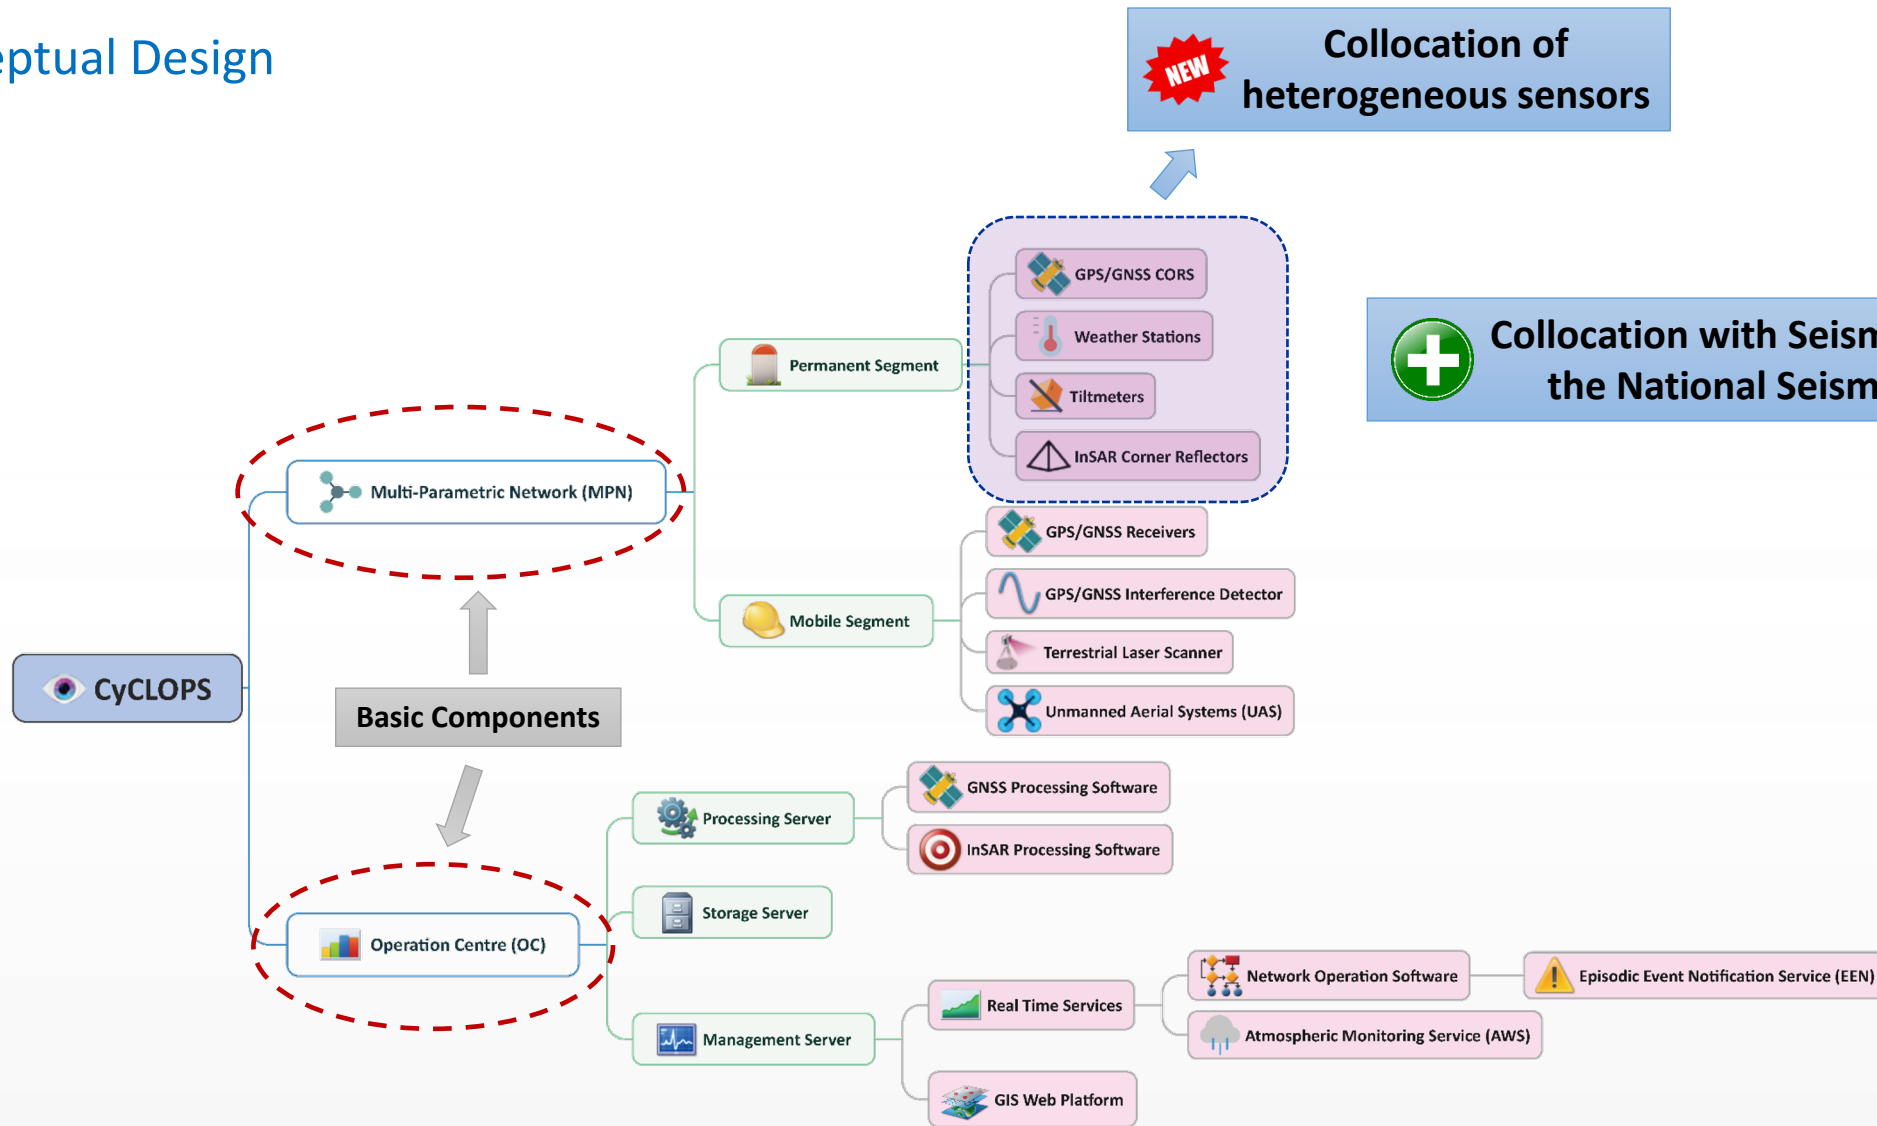 Design
NEW
Collocation of
heterogeneous sensors
GPS/GNSS CORS
Weather Stations
Tiltmeters
InSAR Corner Reflectors
Permanent Segment
Collocation with
the National
Multi-Parametric Network (MPN)
GPS/GNSS Receivers
GPS/GNSS Interference Detector
Terrestrial Laser Scanner
Unmanned Aerial Systems (UAS)
Mobile Segment
CyCLOPS
Basic Components
GNSS Processing Software
InSAR Processing Software
Processing Server
Storage Server
Operation Centre (OC)
Network Operation Software
Episodic Event Notification Service (EEN)
Real Time Services
Atmospheric Monitoring Service (AWS)
Management Server
GIS Web Platform